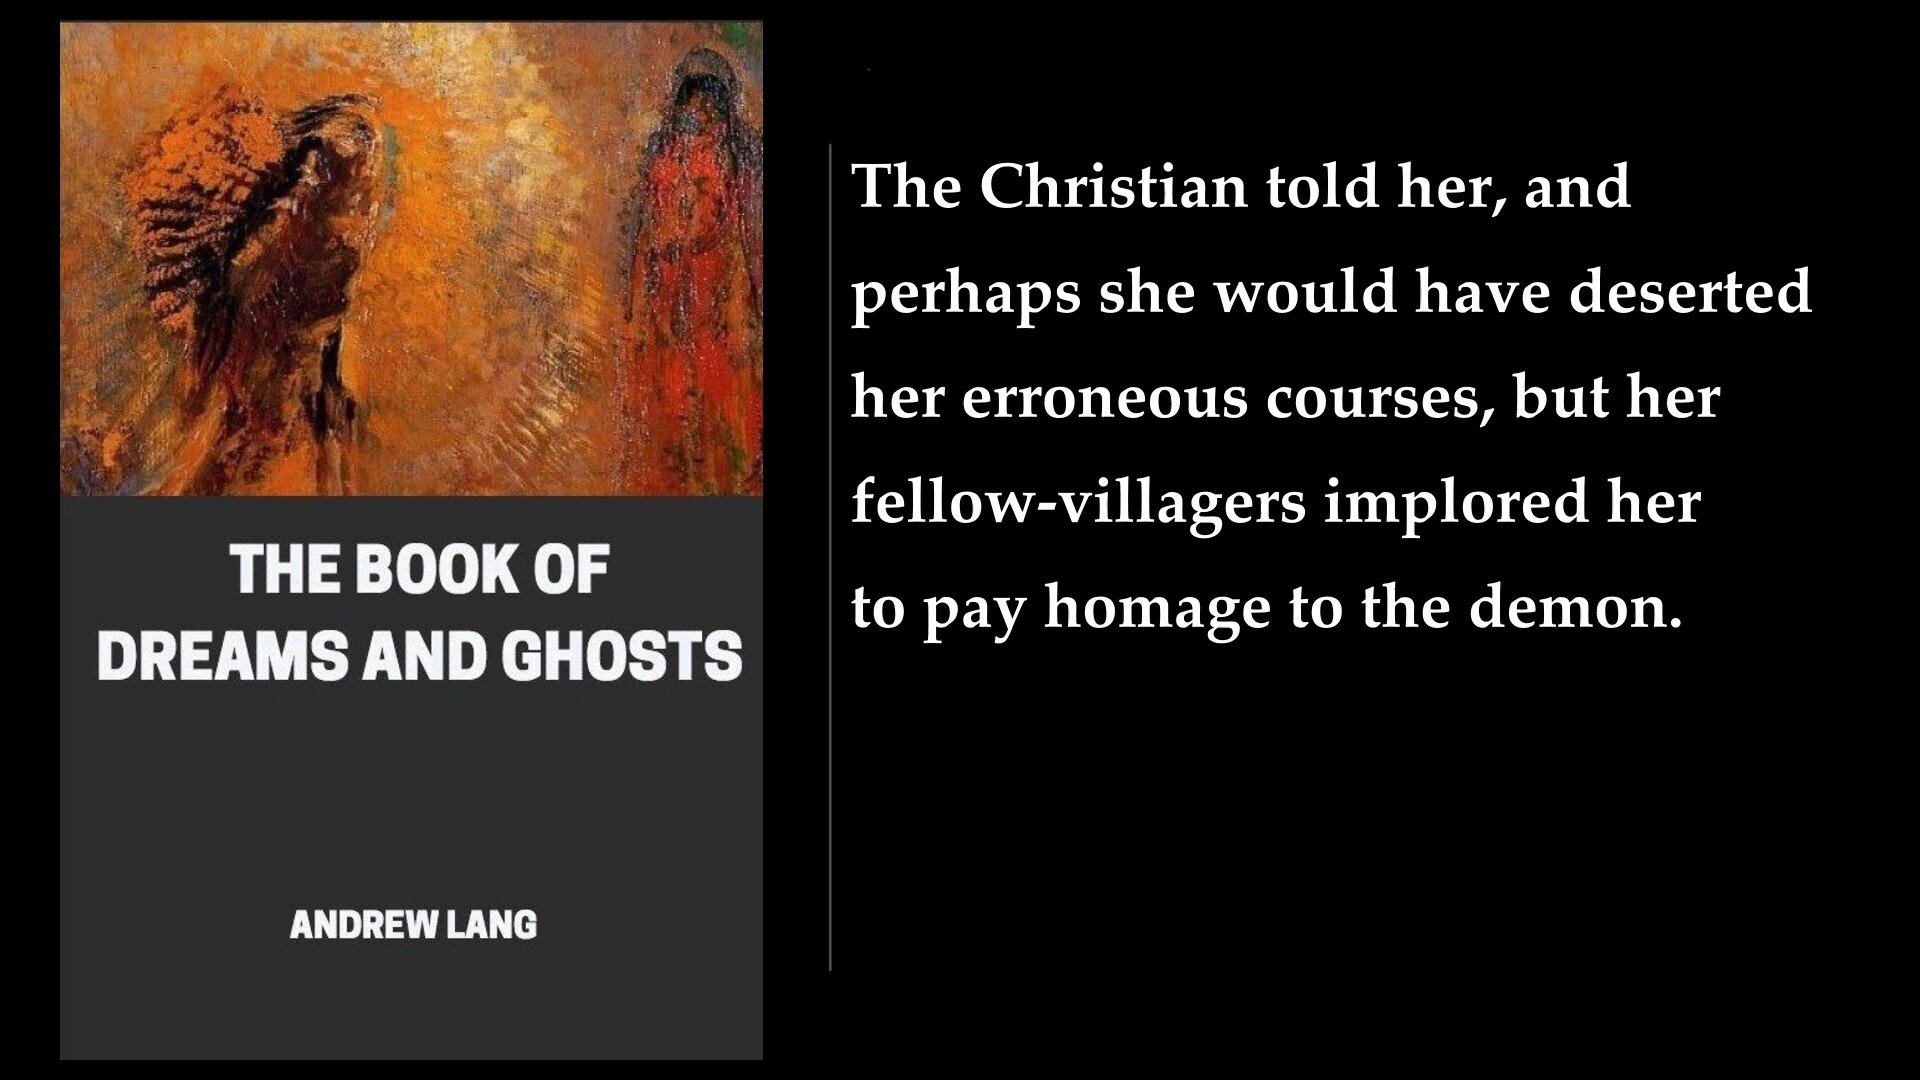 THE BOOK OF
DREAMS AND GHOSTS
ANDREW LANG
The Christian told her, and
perhaps she would have deserted
her erroneous courses, but her
fellow-villagers implored her
to pay homage to the demon.